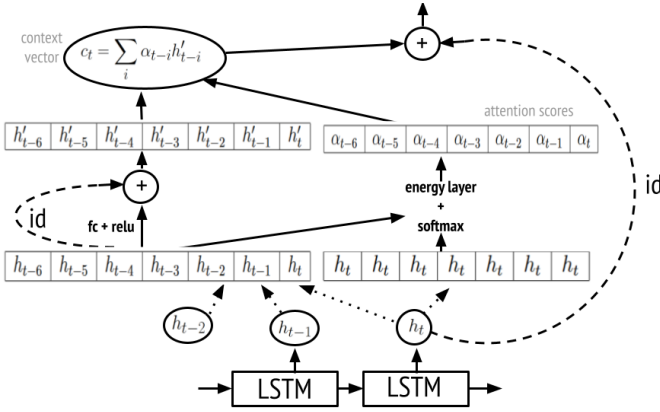 context
vector
c_t = \sum_i α_{t-i} h'_{t-i}
+
attention scores
h'_{t-6} h'_{t-5} h'_{t-4} h'_{t-3} h'_{t-2} h'_{t-1} h'_t
α_{t-6} α_{t-5} α_{t-4} α_{t-3} α_{t-2} α_{t-1} α_t
+
energy layer
+
softmax
id
id
fc + relu
h_{t-6} h_{t-5} h_{t-4} h_{t-3} h_{t-2} h_{t-1} h_t
h_t h_t h_t h_t h_t h_t h_t
h_{t-2}
h_{t-1}
h_t
LSTM
LSTM